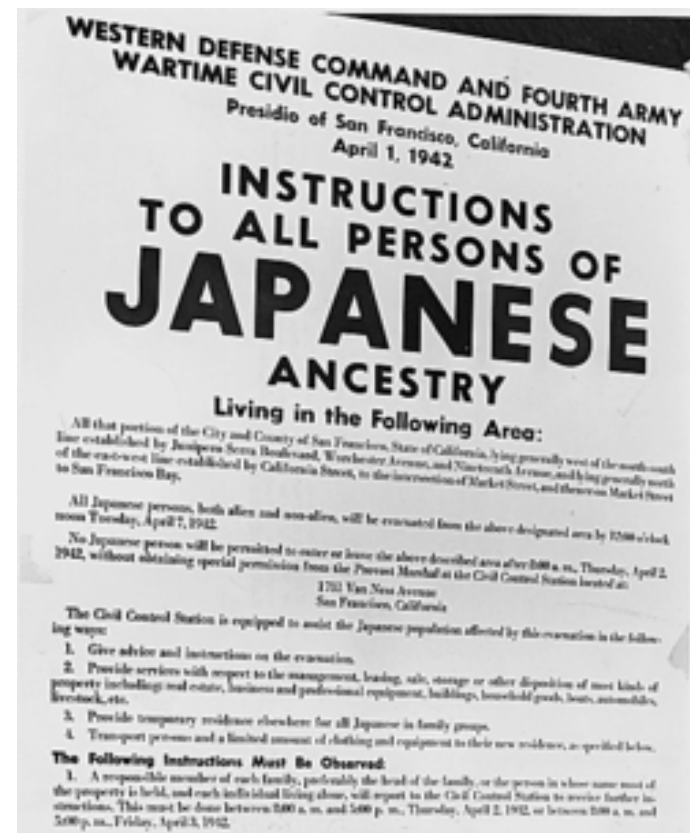 WESTERN DEFENSE COMMAND AND FOURTH ARMY
WARTIME CIVIL CONTROL ADMINISTRATION
Presidio of San Francisco, California
April 1, 1942
INSTRUCTIONS
TO ALL PERSONS OF
JAPANESE
ANCESTRY
Living in the Following Area:
All that portion of the City and County of San Francisco, State of California, lying generally west of the north-south
line established by Junipero Serra Boulevard, Worchester Avenue, and Nineteenth Avenue, and lying generally north
of the east-west line established by California Street, to the intersection of Market Street, and thence on Market Street
to San Francisco Bay.
All Japanese persons, both alien and non-alien, will be evacuated from the above designated area by 12:00 o'clock
noon Tuesday, April 7, 1942.
No Japanese person will be permitted to enter or leave the above described area after 8:00 a. m., Thursday, April 2,
1942, without obtaining special permission from the Provost Marshal at the Civil Control Station located at:
1701 Van Ness Avenue
San Francisco, California
The Civil Control Station is equipped to assist the Japanese population affected by this evacuation in the follow-
ing ways:
1. Give advice and instructions on the evacuation.
2. Provide services with respect to the management, leasing, sale, storage or other disposition of most kinds of
property including: real estate, business and professional equipment, buildings, household goods, boats, automobiles,
livestock, etc.
3. Provide temporary residence elsewhere for all Japanese in family groups.
4. Transport persons and a limited amount of clothing and equipment to their new residence, as specified below.
The Following Instructions Must Be Observed:
1. A responsible member of each family, preferably the head of the family, or the person in whose name most of
the property is held, and each individual living alone, will report to the Civil Control Station to receive further in-
structions. This must be done between 8:00 a. m. and 5:00 p. m., Thursday, April 2, 1942, or between 8:00 a. m. and
5:00 p. m., Friday, April 3, 1942.